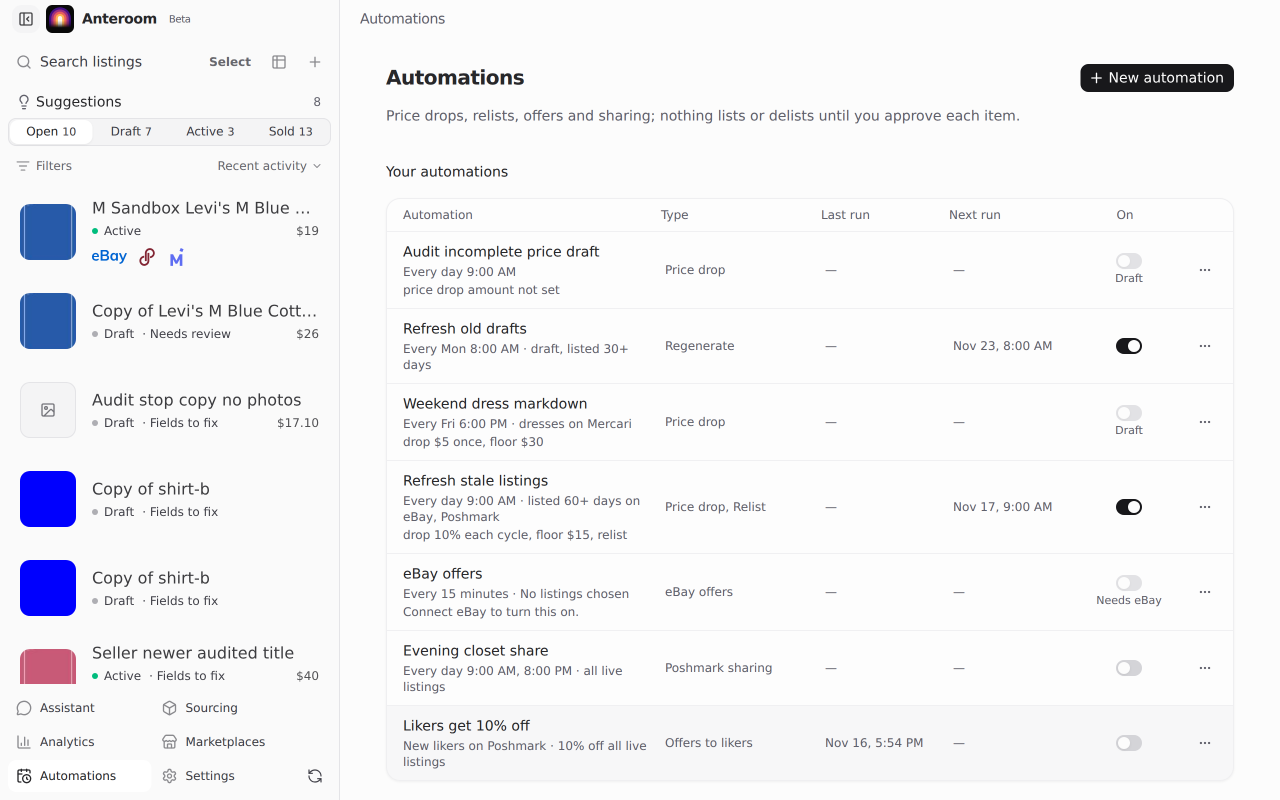 Anteroom Beta
Search listings Select
Suggestions 8
Open 10 Draft 7 Active 3 Sold 13
Filters Recent activity
M Sandbox Levi's M Blue ...
Active $19
eBay
Copy of Levi's M Blue Cott...
Draft · Needs review $26
Audit stop copy no photos
Draft · Fields to fix $17.10
Copy of shirt-b
Draft · Fields to fix
Copy of shirt-b
Draft · Fields to fix
Seller newer audited title
Active · Fields to fix $40
Assistant Sourcing
Analytics Marketplaces
Automations Settings
Automations
Automations
New automation
Price drops, relists, offers and sharing; nothing lists or delists until you approve each item.
Your automations
Automation Type Last run Next run On
Audit incomplete price draft
Every day 9:00 AM
price drop amount not set
Price drop — — Draft
Refresh old drafts
Every Mon 8:00 AM · draft, listed 30+
days
Regenerate — Nov 23, 8:00 AM
Weekend dress markdown
Every Fri 6:00 PM · dresses on Mercari
drop $5 once, floor $30
Price drop — — Draft
Refresh stale listings
Every day 9:00 AM · listed 60+ days on
eBay, Poshmark
drop 10% each cycle, floor $15, relist
Price drop, Relist — Nov 17, 9:00 AM
eBay offers
Every 15 minutes · No listings chosen
Connect eBay to turn this on.
eBay offers — — Needs eBay
Evening closet share
Every day 9:00 AM, 8:00 PM · all live
listings
Poshmark sharing — —
Likers get 10% off
New likers on Poshmark · 10% off all live
listings
Offers to likers Nov 16, 5:54 PM —